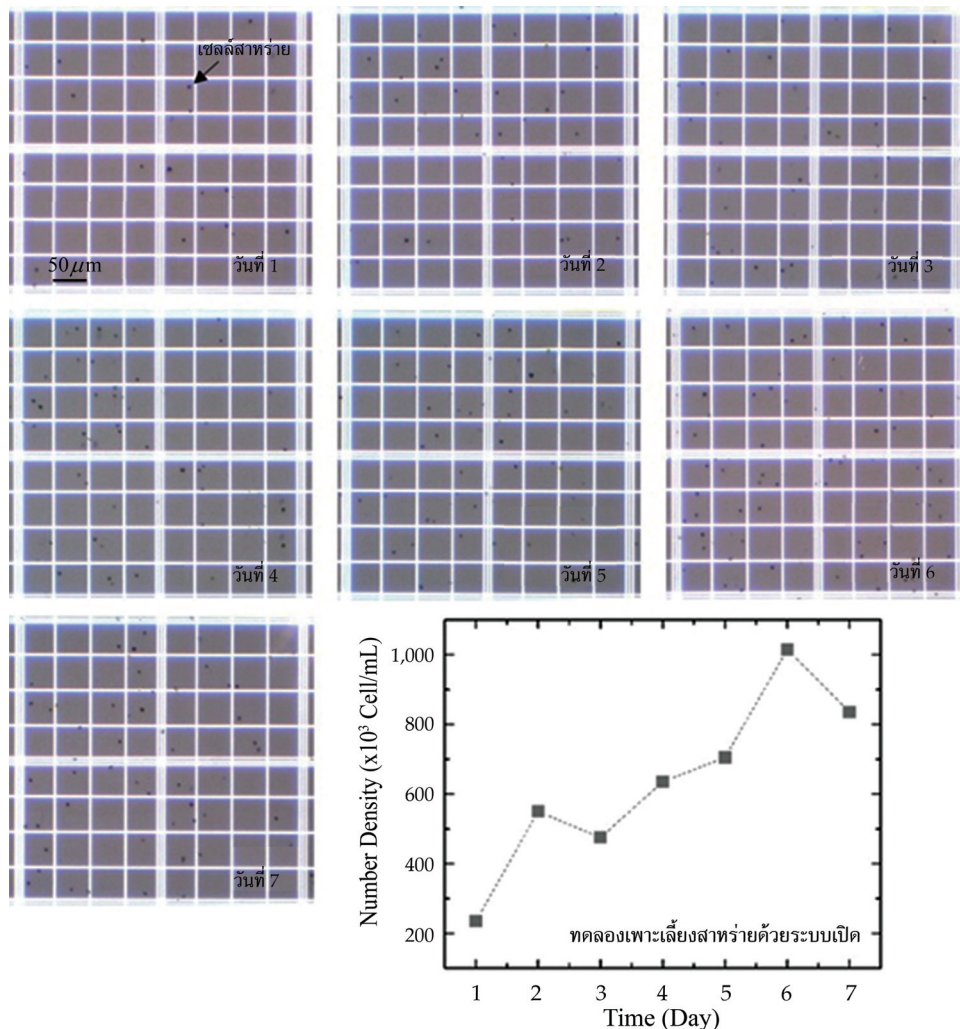 เซลล์สาหร่าย
50μm
วันที่ 1
วันที่ 2
วันที่ 3
วันที่ 4
วันที่ 5
วันที่ 6
วันที่ 7
Number Density (x10³ Cell/mL)
1,000
800
600
400
200
ทดลองเพาะเลี้ยงสาหร่ายด้วยระบบเปิด
1 2 3 4 5 6 7
Time (Day)